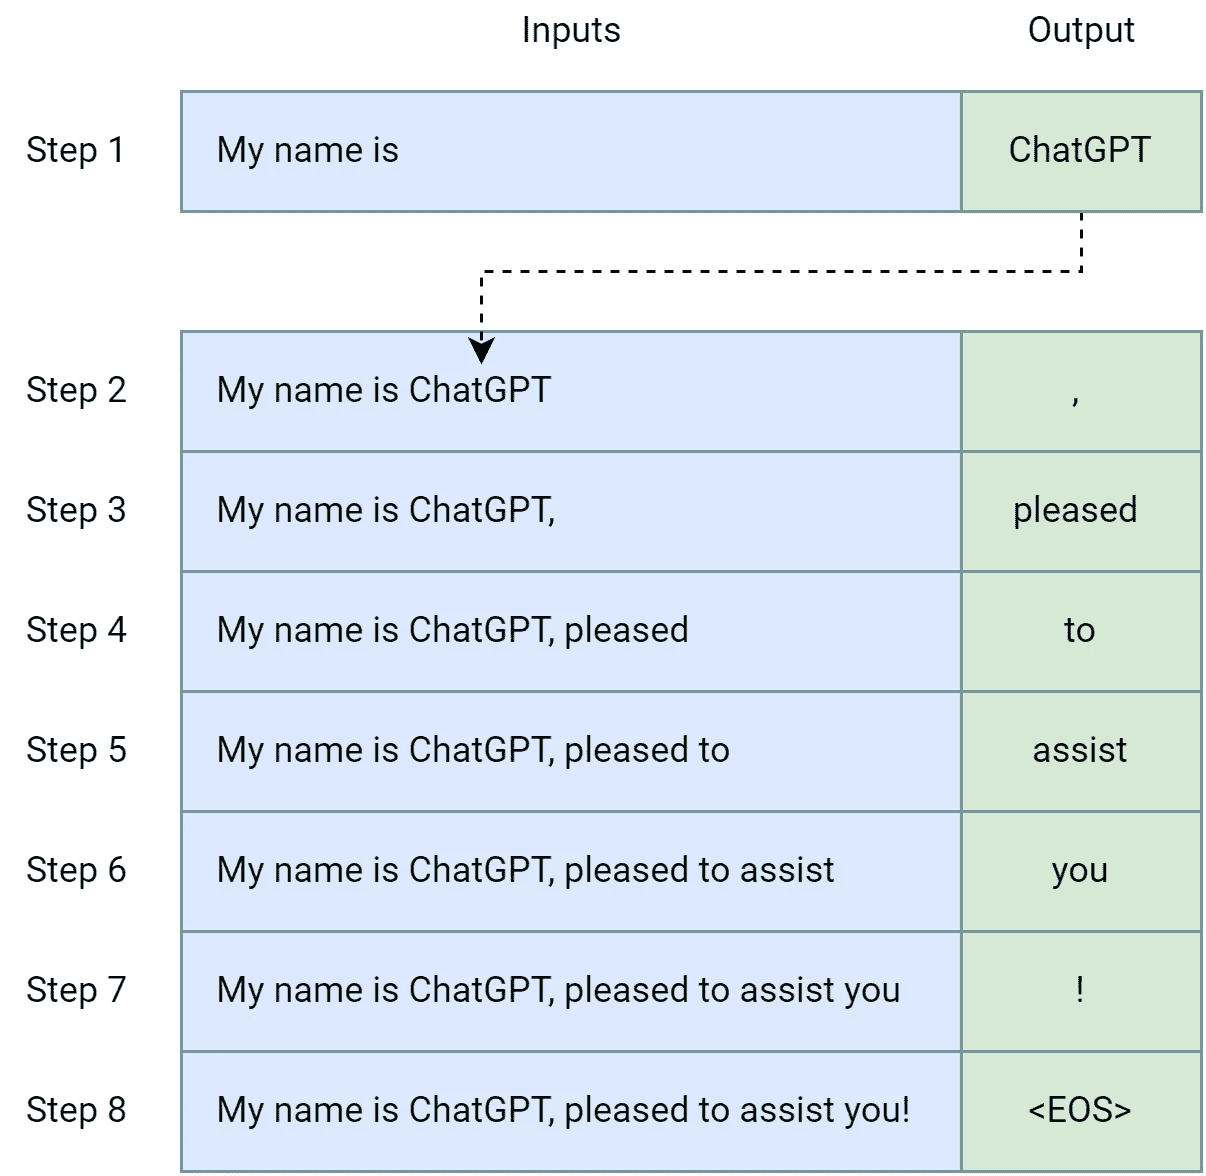 Inputs Output
Step 1 My name is ChatGPT
Step 2 My name is ChatGPT ,
Step 3 My name is ChatGPT, pleased
Step 4 My name is ChatGPT, pleased to
Step 5 My name is ChatGPT, pleased to assist
Step 6 My name is ChatGPT, pleased to assist you
Step 7 My name is ChatGPT, pleased to assist you !
Step 8 My name is ChatGPT, pleased to assist you! <EOS>